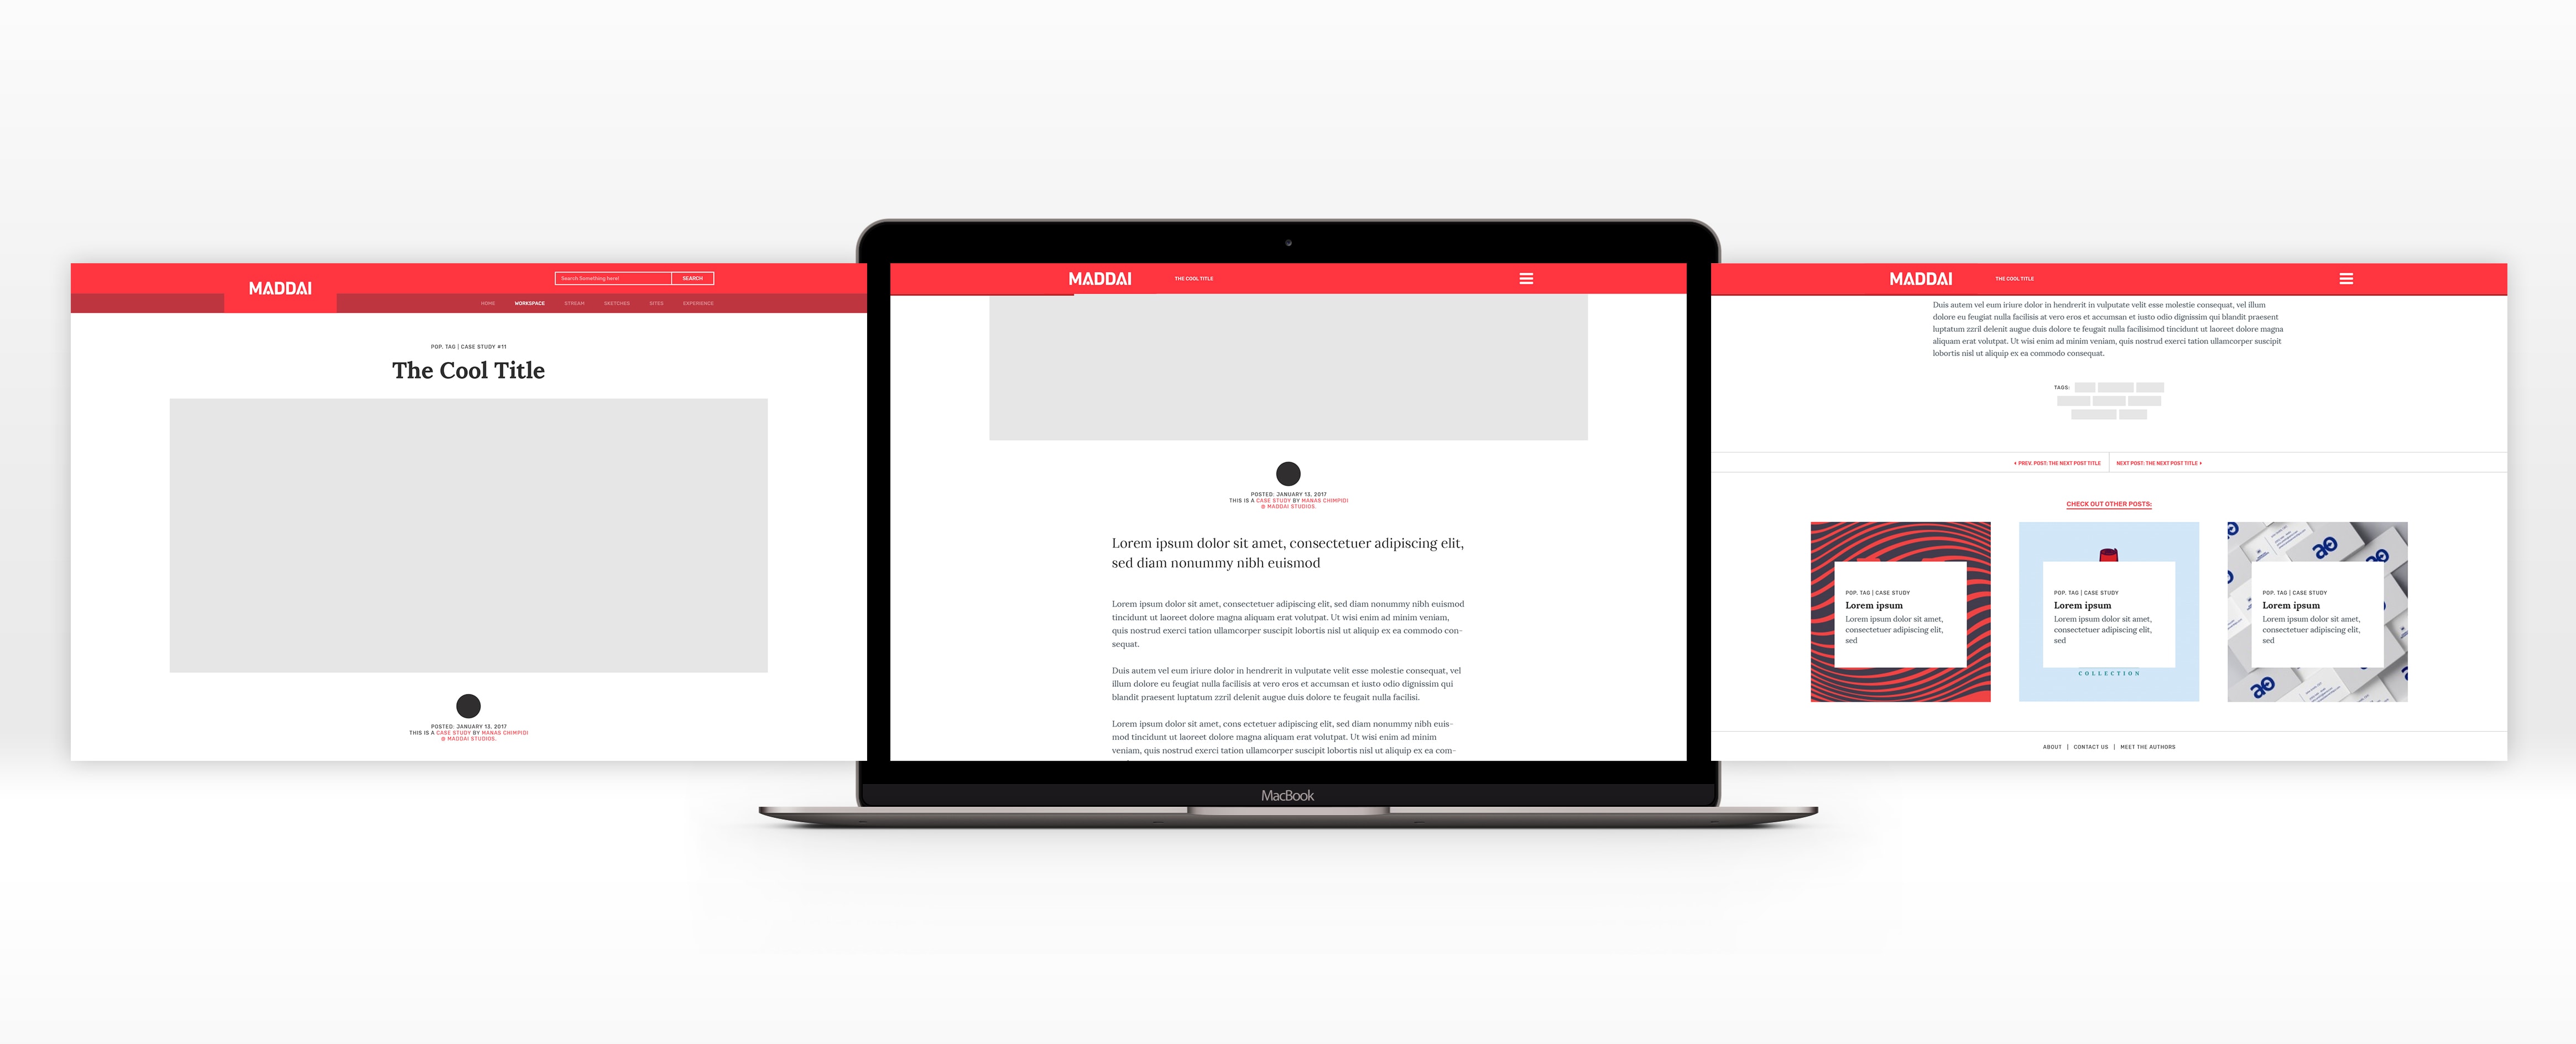 MADDAI
Search Something here!
SEARCH
HOME
WORKSPACE
STREAM
SKETCHES
SITES
EXPERIENCE
POP. TAG | CASE STUDY #11
The Cool Title
POSTED: JANUARY 13, 2017
THIS IS A CASE STUDY BY MANAS CHIMPIDI
@ MADDAI STUDIOS.
MADDAI
THE COOL TITLE
POSTED: JANUARY 13, 2017
THIS IS A CASE STUDY BY MANAS CHIMPIDI
@ MADDAI STUDIOS.
Lorem ipsum dolor sit amet, consectetuer adipiscing elit,
sed diam nonummy nibh euismod
Lorem ipsum dolor sit amet, consectetuer adipiscing elit, sed diam nonummy nibh euismod
tincidunt ut laoreet dolore magna aliquam erat volutpat. Ut wisi enim ad minim veniam,
quis nostrud exerci tation ullamcorper suscipit lobortis nisl ut aliquip ex ea commodo con-
sequat.
Duis autem vel eum iriure dolor in hendrerit in vulputate velit esse molestie consequat, vel
illum dolore eu feugiat nulla facilisis at vero eros et accumsan et iusto odio dignissim qui
blandit praesent luptatum zzril delenit augue duis dolore te feugait nulla facilisi.
Lorem ipsum dolor sit amet, cons ectetuer adipiscing elit, sed diam nonummy nibh euis-
mod tincidunt ut laoreet dolore magna aliquam erat volutpat. Ut wisi enim ad minim
veniam, quis nostrud exerci tation ullamcorper suscipit lobortis nisl ut aliquip ex ea com-
MacBook
MADDAI
THE COOL TITLE
Duis autem vel eum iriure dolor in hendrerit in vulputate velit esse molestie consequat, vel illum
dolore eu feugiat nulla facilisis at vero eros et accumsan et iusto odio dignissim qui blandit praesent
luptatum zzril delenit augue duis dolore te feugait nulla facilisimod tincidunt ut laoreet dolore magna
aliquam erat volutpat. Ut wisi enim ad minim veniam, quis nostrud exerci tation ullamcorper suscipit
lobortis nisl ut aliquip ex ea commodo consequat.
TAGS:
PREV. POST: THE NEXT POST TITLE
NEXT POST: THE NEXT POST TITLE
CHECK OUT OTHER POSTS:
POP. TAG | CASE STUDY
Lorem ipsum
Lorem ipsum dolor sit amet,
consectetuer adipiscing elit,
sed
POP. TAG | CASE STUDY
Lorem ipsum
Lorem ipsum dolor sit amet,
consectetuer adipiscing elit,
sed
COLLECTION
POP. TAG | CASE STUDY
Lorem ipsum
Lorem ipsum dolor sit amet,
consectetuer adipiscing elit,
sed
ABOUT | CONTACT US | MEET THE AUTHORS